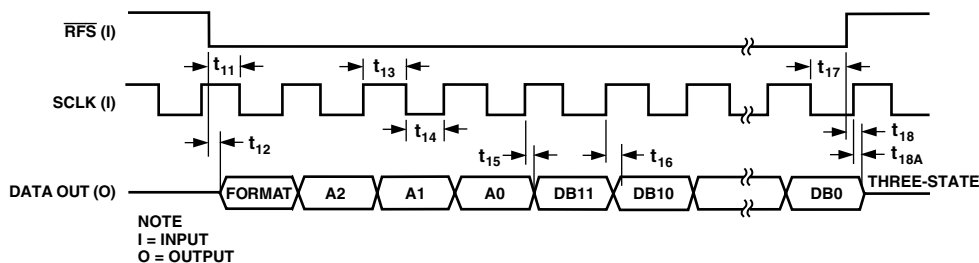 RFS (I)
t11 t13 t17
SCLK (I)
t14
t12 t15 t16 t18
t18A
DATA OUT (O) FORMAT A2 A1 A0 DB11 DB10 DB0 THREE-STATE
NOTE
I = INPUT
O = OUTPUT